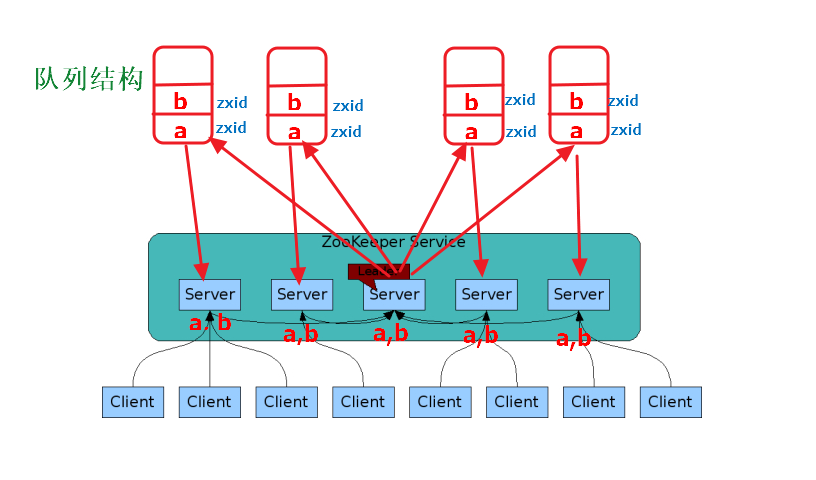 队列结构
b zxid b zxid b zxid b zxid
a zxid a zxid a zxid a zxid
ZooKeeper Service
Leader
Server Server Server Server Server
a, b a,b a,b a,b a,b
Client Client Client Client Client Client Client Client